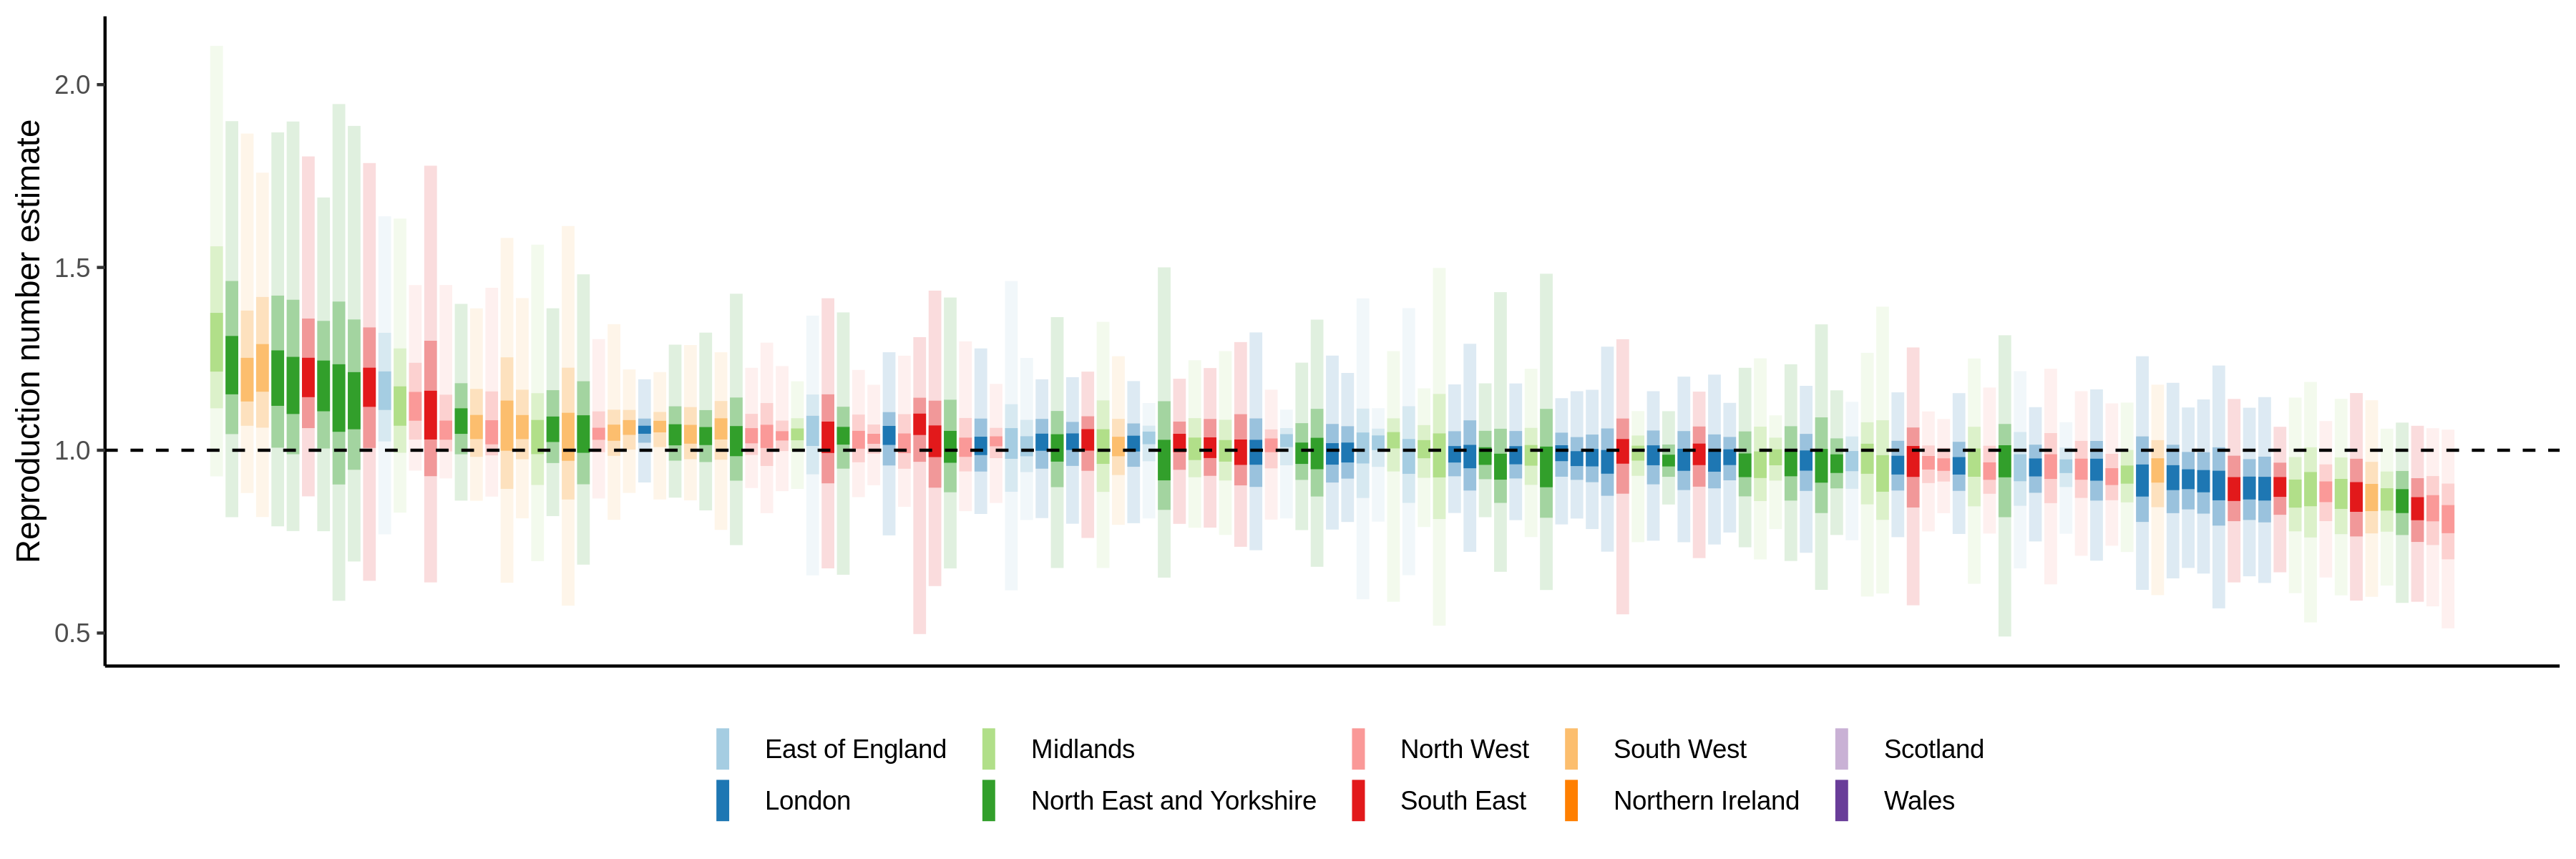 Reproduction number estimate
2.0
1.5
1.0
0.5
East of England
Midlands
North West
South West
Scotland
London
North East and Yorkshire
South East
Northern Ireland
Wales